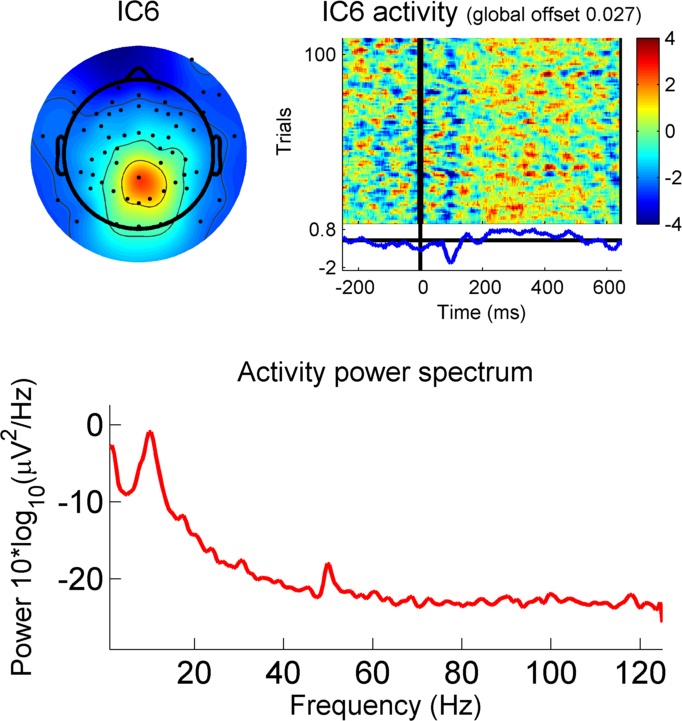 IC6
IC6 activity (global offset 0.027)
100
Trials
4
2
0
-2
-4
0.8
-2
-200 0 200 400 600
Time (ms)
Activity power spectrum
0
-10
-20
Power 10*log10(µV2/Hz)
20 40 60 80 100 120
Frequency (Hz)